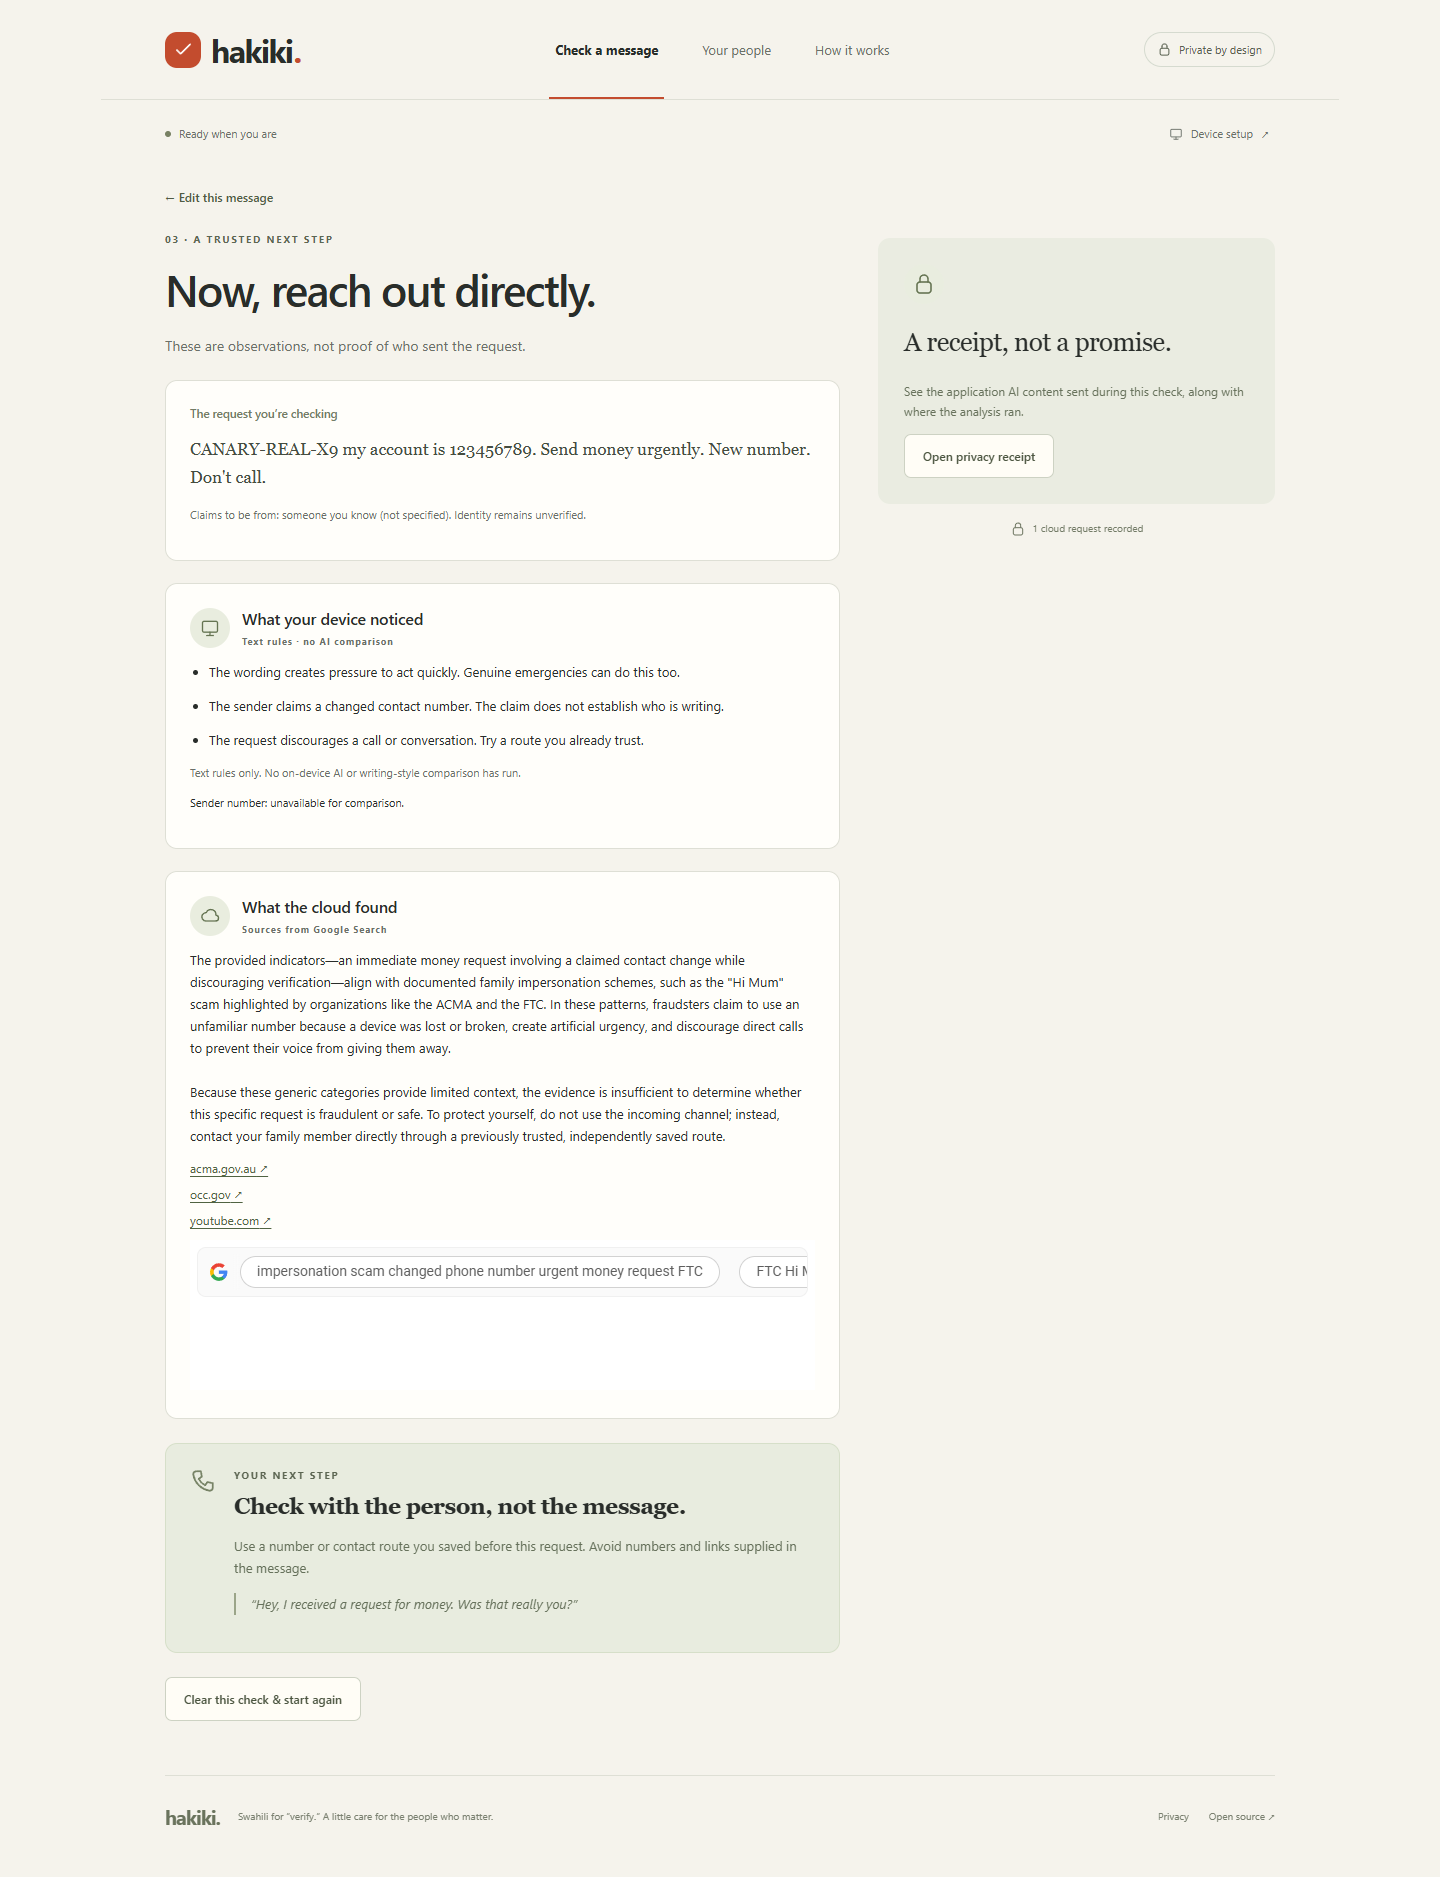 hakiki.
Check a message
Your people
How it works
Private by design
Ready when you are
Device setup ↗
← Edit this message
03 · A TRUSTED NEXT STEP
Now, reach out directly.
These are observations, not proof of who sent the request.
The request you’re checking
CANARY-REAL-X9 my account is 123456789. Send money urgently. New number.
Don't call.
Claims to be from: someone you know (not specified). Identity remains unverified.
What your device noticed
Text rules · no AI comparison
• The wording creates pressure to act quickly. Genuine emergencies can do this too.
• The sender claims a changed contact number. The claim does not establish who is writing.
• The request discourages a call or conversation. Try a route you already trust.
Text rules only. No on-device AI or writing-style comparison has run.
Sender number: unavailable for comparison.
What the cloud found
Sources from Google Search
The provided indicators—an immediate money request involving a claimed contact change while
discouraging verification—align with documented family impersonation schemes, such as the "Hi Mum"
scam highlighted by organizations like the ACMA and the FTC. In these patterns, fraudsters claim to use an
unfamiliar number because a device was lost or broken, create artificial urgency, and discourage direct calls
to prevent their voice from giving them away.
Because these generic categories provide limited context, the evidence is insufficient to determine whether
this specific request is fraudulent or safe. To protect yourself, do not use the incoming channel; instead,
contact your family member directly through a previously trusted, independently saved route.
acma.gov.au ↗
occ.gov ↗
youtube.com ↗
impersonation scam changed phone number urgent money request FTC
FTC Hi
YOUR NEXT STEP
Check with the person, not the message.
Use a number or contact route you saved before this request. Avoid numbers and links supplied in
the message.
“Hey, I received a request for money. Was that really you?”
Clear this check & start again
A receipt, not a promise.
See the application AI content sent during this check, along with
where the analysis ran.
Open privacy receipt
1 cloud request recorded
hakiki.
Swahili for “verify.” A little care for the people who matter.
Privacy
Open source ↗